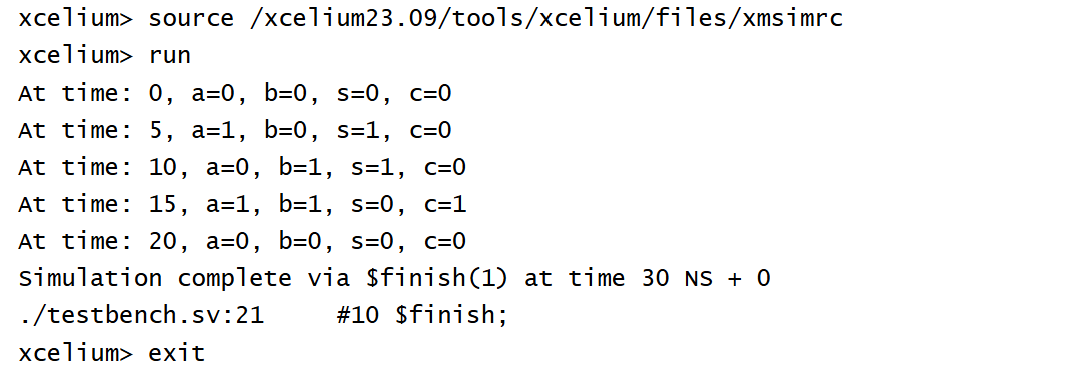 xcelium> source /xcelium23.09/tools/xcelium/files/xmsimrc
xcelium> run
At time: 0, a=0, b=0, s=0, c=0
At time: 5, a=1, b=0, s=1, c=0
At time: 10, a=0, b=1, s=1, c=0
At time: 15, a=1, b=1, s=0, c=1
At time: 20, a=0, b=0, s=0, c=0
Simulation complete via $finish(1) at time 30 NS + 0
./testbench.sv:21     #10 $finish;
xcelium> exit